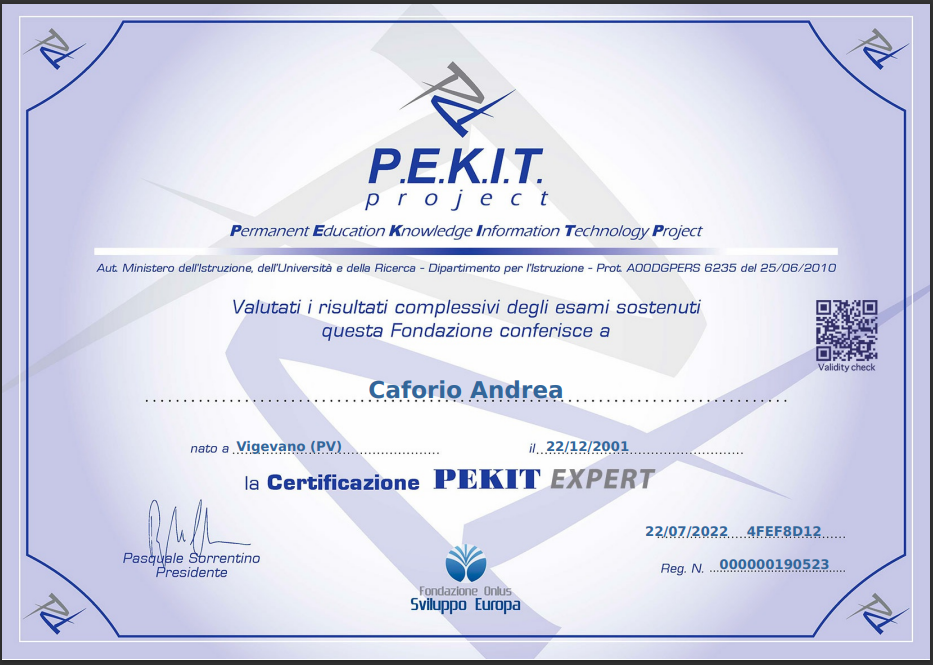 P.E.K.I.T.
project
Permanent Education Knowledge Information Technology Project
Aut. Ministero dell'Istruzione, dell'Università e della Ricerca - Dipartimento per l'Istruzione - Prot. AOODGPERS 6235 del 25/06/2010
Valutati i risultati complessivi degli esami sostenuti
questa Fondazione conferisce a
Validity check
Caforio Andrea
nato a Vigevano (PV) il 22/12/2001
la Certificazione PEKIT EXPERT
22/07/2022 4FEF8D12
Pasquale Sorrentino
Presidente
Reg. N. 000000190523
Fondazione Onlus
Sviluppo Europa